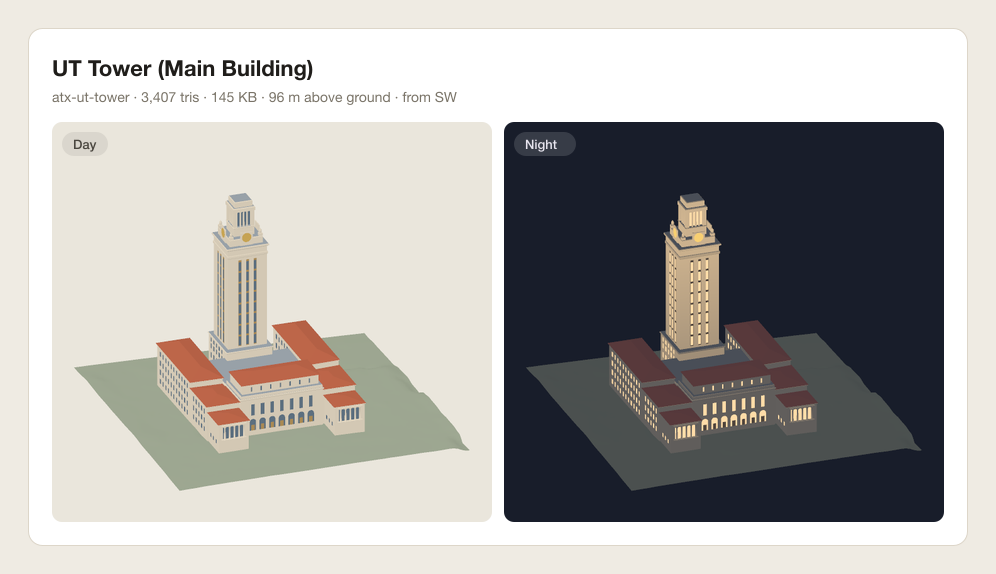 UT Tower (Main Building)
atx-ut-tower · 3,407 tris · 145 KB · 96 m above ground · from SW
Day
Night